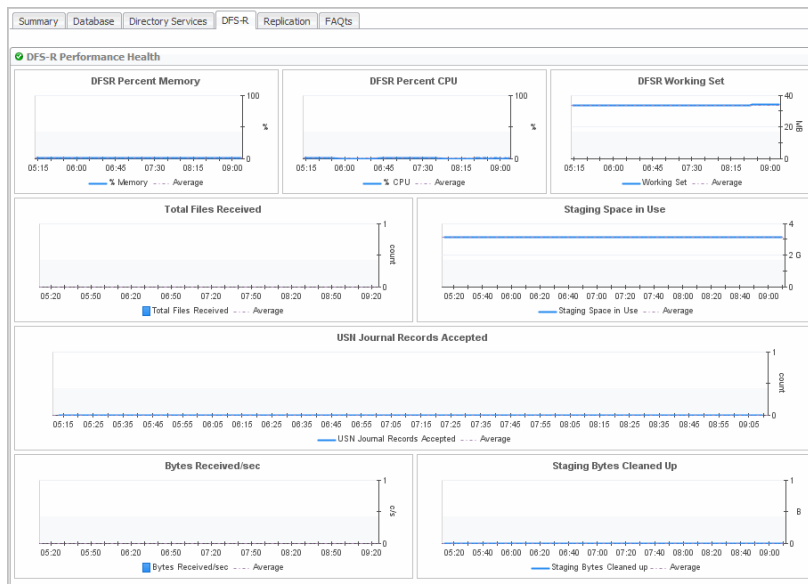 Summary Database Directory Services DFS-R Replication FAQts
DFS-R Performance Health
DFSR Percent Memory
100
%
0
05:15 06:00 06:45 07:30 08:15 09:00
% Memory Average
DFSR Percent CPU
100
%
0
05:15 06:00 06:45 07:30 08:15 09:00
% CPU Average
DFSR Working Set
40
20
MB
0
05:15 06:00 06:45 07:30 08:15 09:00
Working Set Average
Total Files Received
1
count
0
05:20 05:50 06:20 06:50 07:20 07:50 08:20 08:50 09:20
Total Files Received Average
Staging Space in Use
4
2 G
0
05:20 05:40 06:00 06:20 06:40 07:00 07:20 07:40 08:00 08:20 08:40 09:00
Staging Space in Use Average
USN Journal Records Accepted
1
count
0
05:15 05:25 05:35 05:45 05:55 06:05 06:15 06:25 06:35 06:45 06:55 07:05 07:15 07:25 07:35 07:45 07:55 08:05 08:15 08:25 08:35 08:45 08:55 09:05
USN Journal Records Accepted Average
Bytes Received/sec
1
c/s
0
05:20 05:50 06:20 06:50 07:20 07:50 08:20 08:50 09:20
Bytes Received/sec Average
Staging Bytes Cleaned Up
1
B
0
05:20 05:40 06:00 06:20 06:40 07:00 07:20 07:40 08:00 08:20 08:40 09:00
Staging Bytes Cleaned up Average